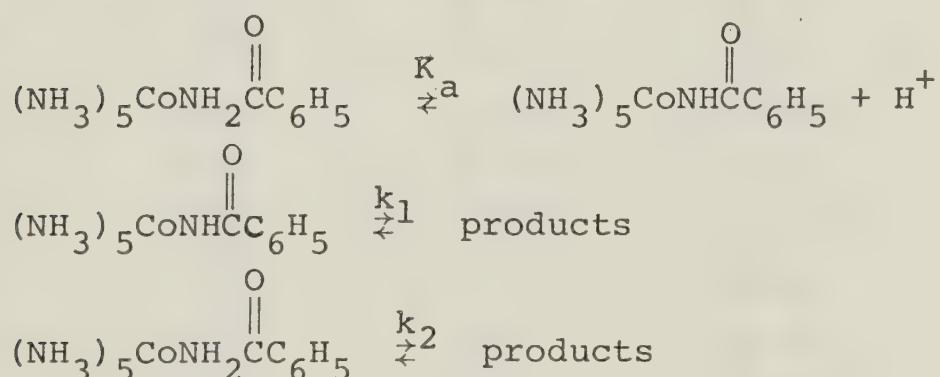 O
(NH₃)₅CoNH₂CC₆H₅ ⇄ Kₐ (NH₃)₅CoNHCC₆H₅ + H⁺
O
O
(NH₃)₅CoNHCC₆H₅ ⇄ k₁ products
O
(NH₃)₅CoNH₂CC₆H₅ ⇄ k₂ products